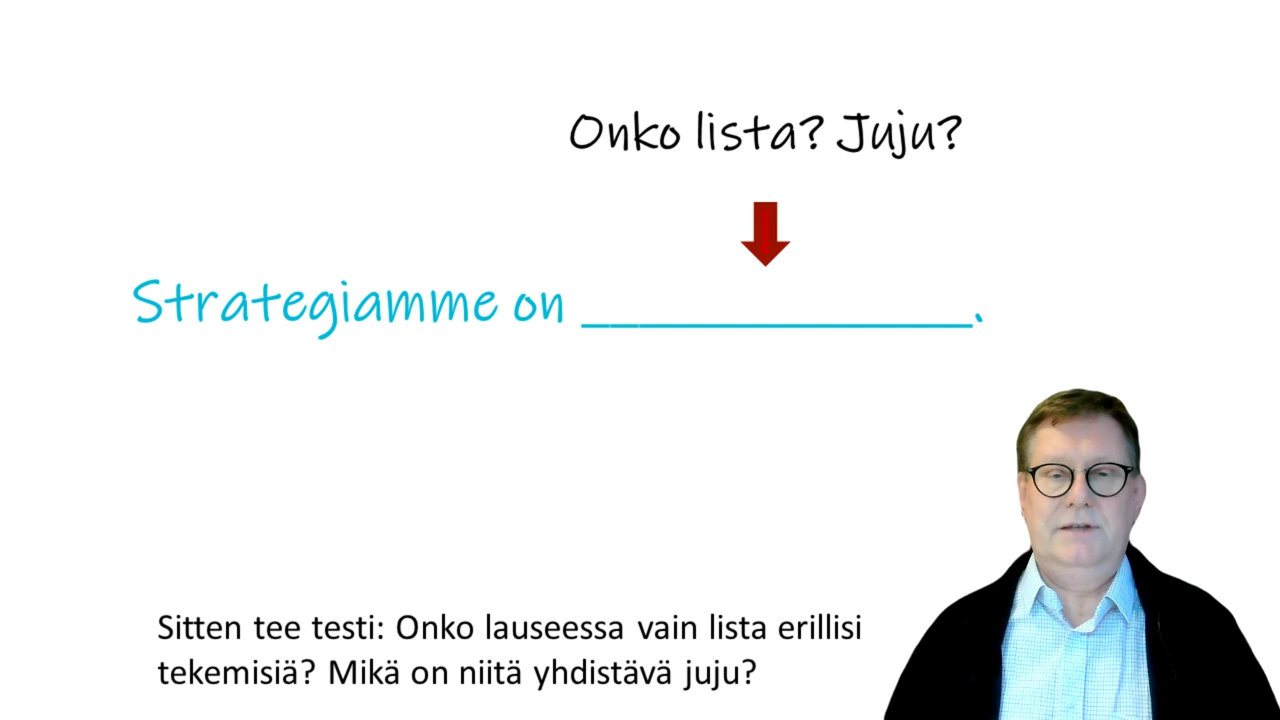 Onko lista? Juju?
Strategiamme on ______________.
Sitten tee testi: Onko lauseessa vain lista erillisi
tekemisiä? Mikä on niitä yhdistävä juju?